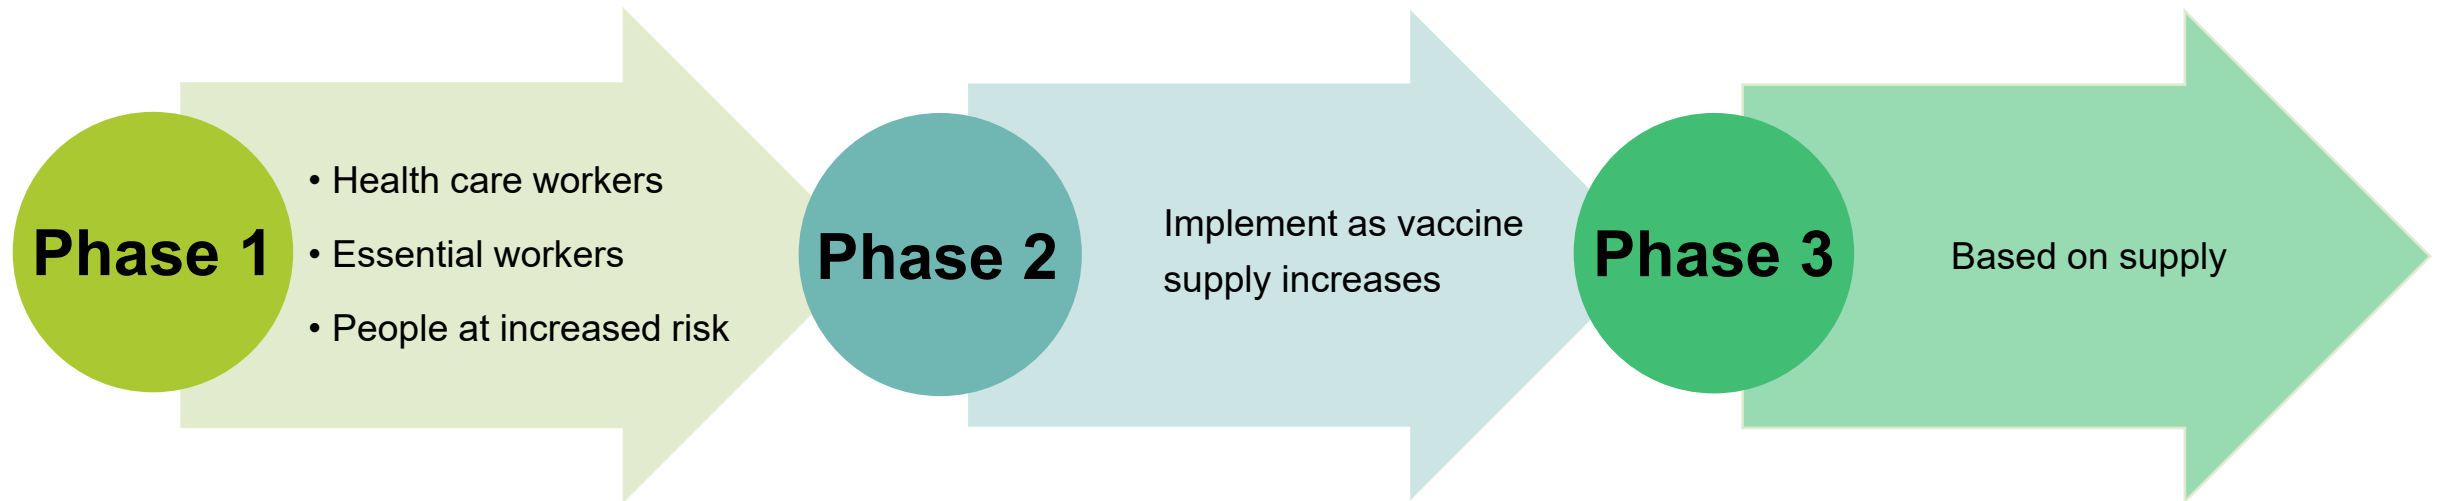 Phase 1
• Health care workers
• Essential workers
• People at increased risk
Phase 2
Implement as vaccine
supply increases
Phase 3
Based on supply